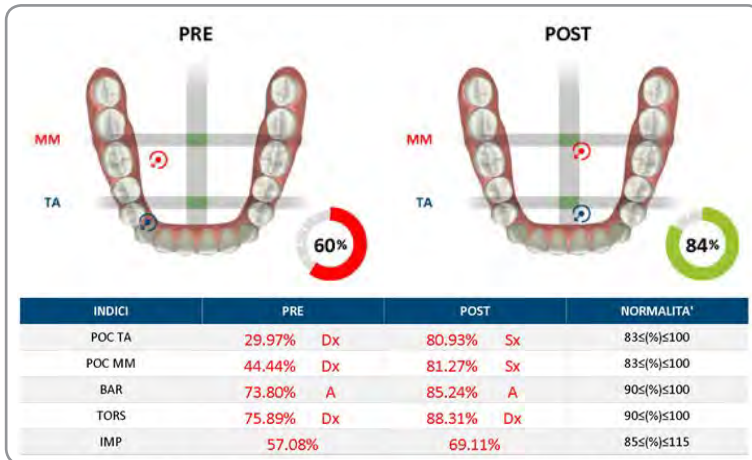 PRE POST
MM MM
TA TA
60% 84%
INDICI PRE POST NORMALITA'
POC TA 29.97% Dx 80.93% Sx 83≤(%)≤100
POC MM 44.44% Dx 81.27% Sx 83≤(%)≤100
BAR 73.80% A 85.24% A 90≤(%)≤100
TORS 75.89% Dx 88.31% Dx 90≤(%)≤100
IMP 57.08% 69.11% 85≤(%)≤115